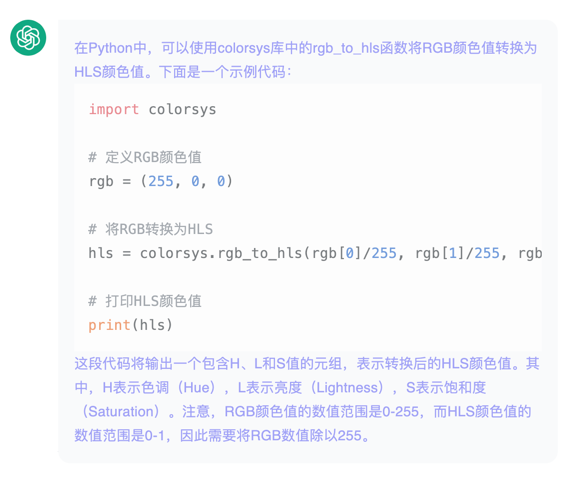 在Python中，可以使用colorsys库中的rgb_to_hls函数将RGB颜色值转换为
HLS颜色值。下面是一个示例代码：
import colorsys
# 定义RGB颜色值
rgb = (255, 0, 0)
# 将RGB转换为HLS
hls = colorsys.rgb_to_hls(rgb[0]/255, rgb[1]/255, rgb
# 打印HLS颜色值
print(hls)
这段代码将输出一个包含H、L和S值的元组，表示转换后的HLS颜色值。其
中，H表示色调（Hue），L表示亮度（Lightness），S表示饱和度
（Saturation）。注意，RGB颜色值的数值范围是0-255，而HLS颜色值的
数值范围是0-1，因此需要将RGB数值除以255。